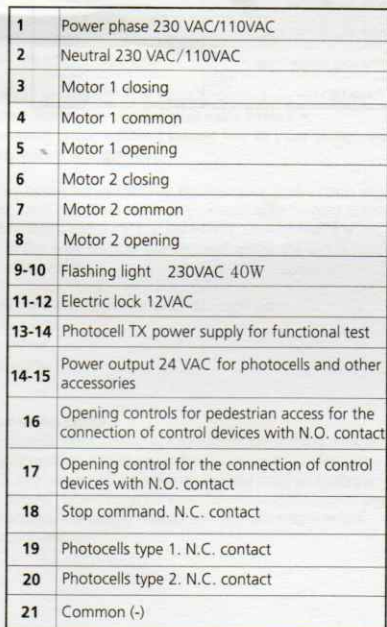 1 Power phase 230 VAC/110VAC
2 Neutral 230 VAC/110VAC
3 Motor 1 closing
4 Motor 1 common
5 Motor 1 opening
6 Motor 2 closing
7 Motor 2 common
8 Motor 2 opening
9-10 Flashing light 230VAC 40W
11-12 Electric lock 12VAC
13-14 Photocell TX power supply for functional test
14-15 Power output 24 VAC for photocells and other
accessories
16 Opening controls for pedestrian access for the
connection of control devices with N.O. contact
17 Opening control for the connection of control
devices with N.O. contact
18 Stop command. N.C. contact
19 Photocells type 1. N.C. contact
20 Photocells type 2. N.C. contact
21 Common (-)